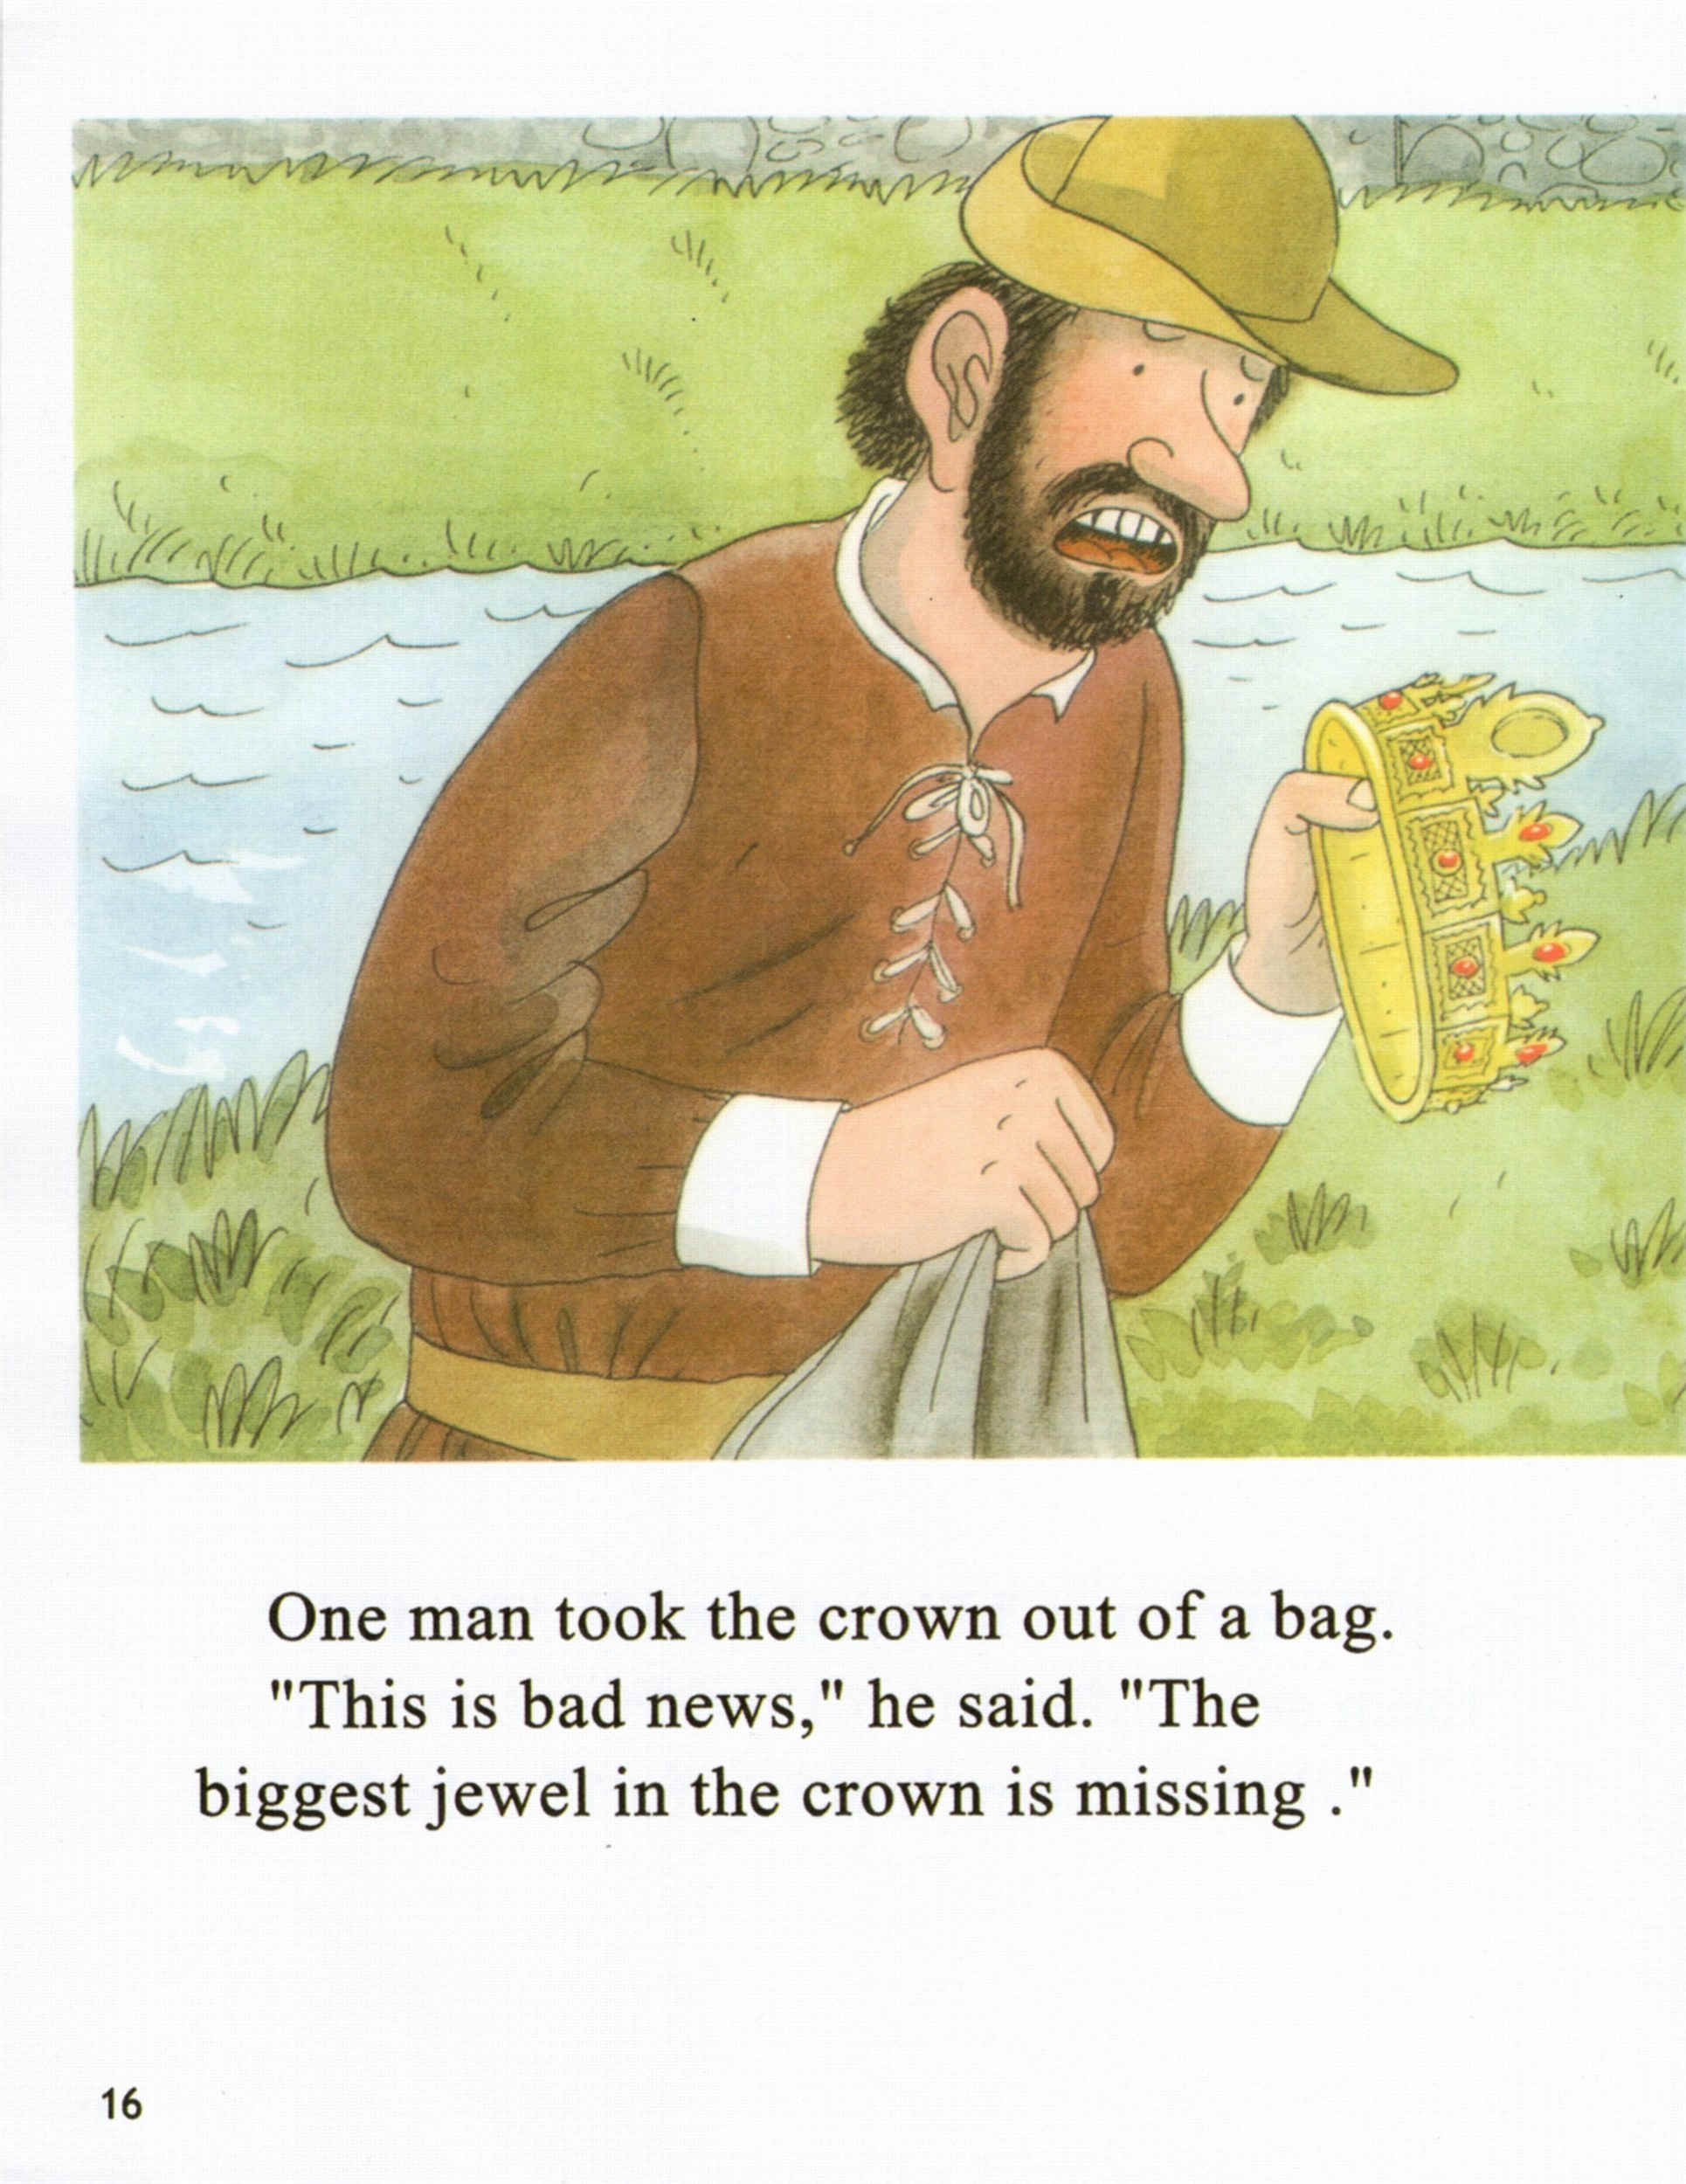 One man took the crown out of a bag.
"This is bad news," he said. "The
biggest jewel in the crown is missing ."
16